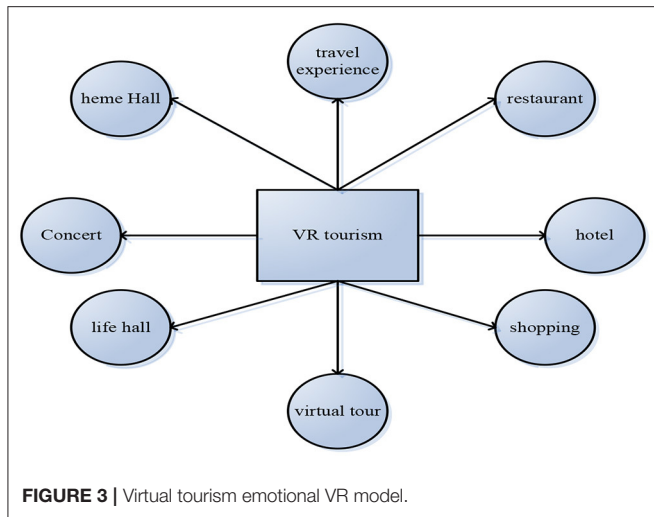 travel
experience
heme Hall
restaurant
Concert
VR tourism
hotel
life hall
shopping
virtual tour
FIGURE 3 | Virtual tourism emotional VR model.